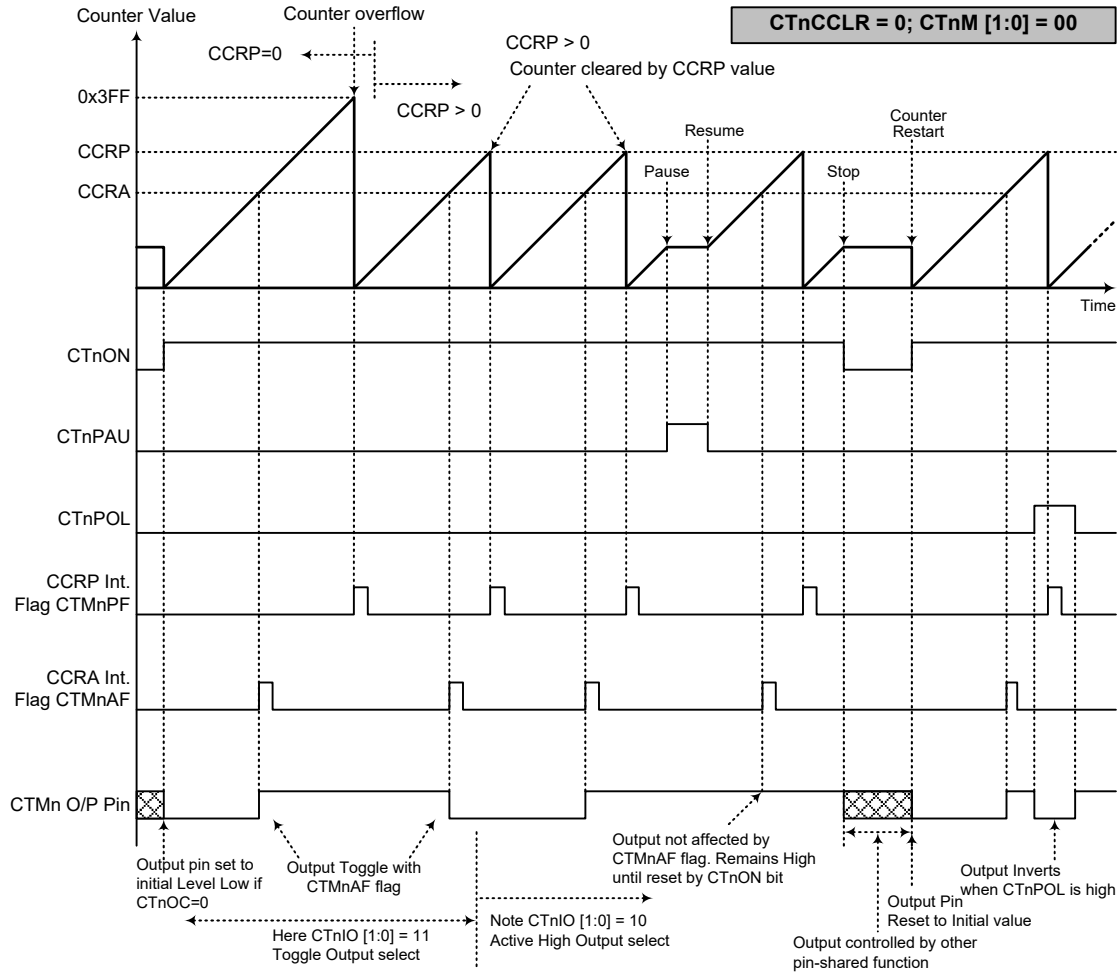 Counter Value
Counter overflow
CTnCCLR = 0; CTnM [1:0] = 00
CCRP=0
CCRP > 0
CCRP > 0
Counter cleared by CCRP value
0x3FF
CCRP
CCRA
Pause
Resume
Stop
Counter
Restart
Time
CTnON
CTnPAU
CTnPOL
CCRP Int.
Flag CTMnPF
CCRA Int.
Flag CTMnAF
CTMn O/P Pin
Output pin set to
initial Level Low if
CTnOC=0
Output Toggle with
CTMnAF flag
Here CTnIO [1:0] = 11
Toggle Output select
Note CTnIO [1:0] = 10
Active High Output select
Output not affected by
CTMnAF flag. Remains High
until reset by CTnON bit
Output controlled by other
pin-shared function
Output Pin
Reset to Initial value
Output Inverts
when CTnPOL is high